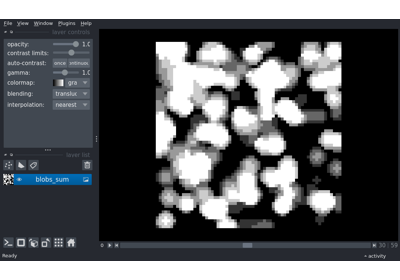 File View Window Plugins Help
layer controls
opacity: 1.0
contrast limits:
auto-contrast: once
gamma: 1.0
colormap: gra
blending: translu
interpolation: nearest
layer list
blobs_sum
0 30 59
Ready activity